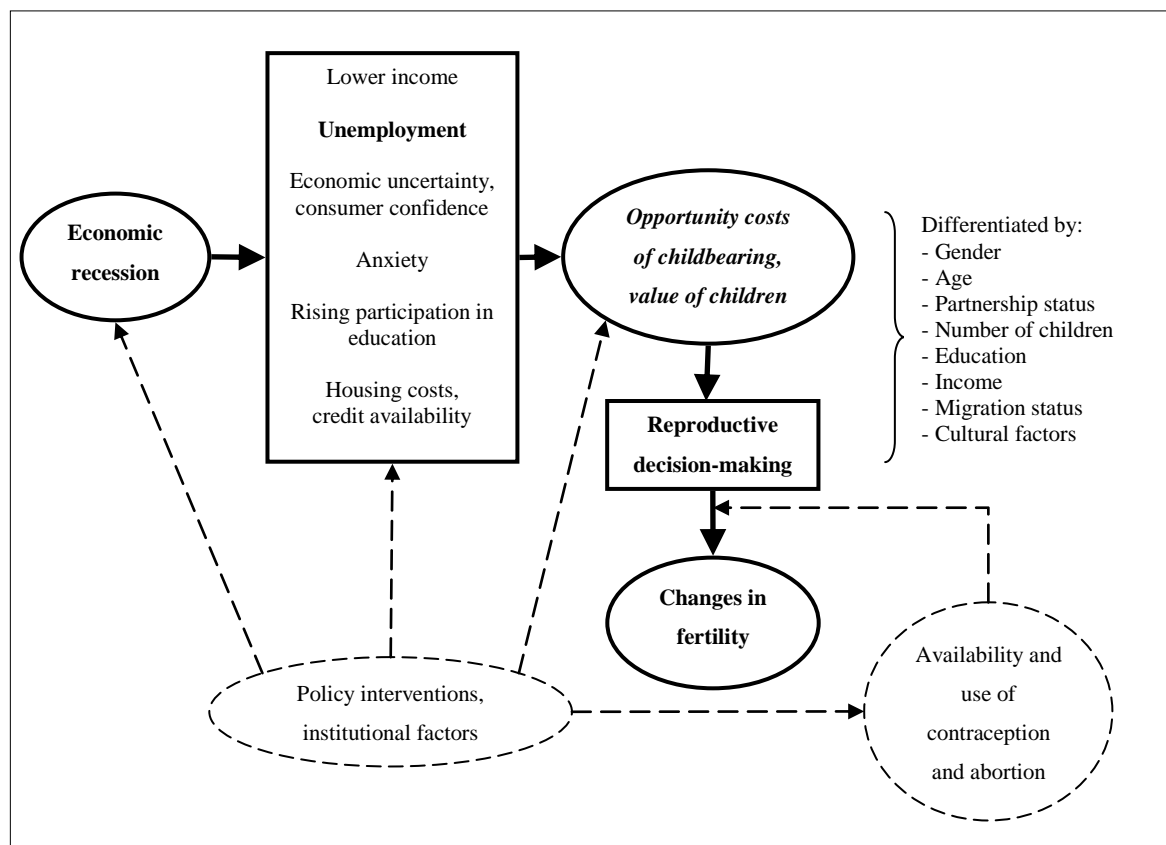 Economic
recession
Lower income
Unemployment
Economic uncertainty,
consumer confidence
Anxiety
Rising participation in
education
Housing costs,
credit availability
Opportunity costs
of childbearing,
value of children
Differentiated by:
- Gender
- Age
- Partnership status
- Number of children
- Education
- Income
- Migration status
- Cultural factors
Reproductive
decision-making
Changes in
fertility
Policy interventions,
institutional factors
Availability and
use of
contraception
and abortion